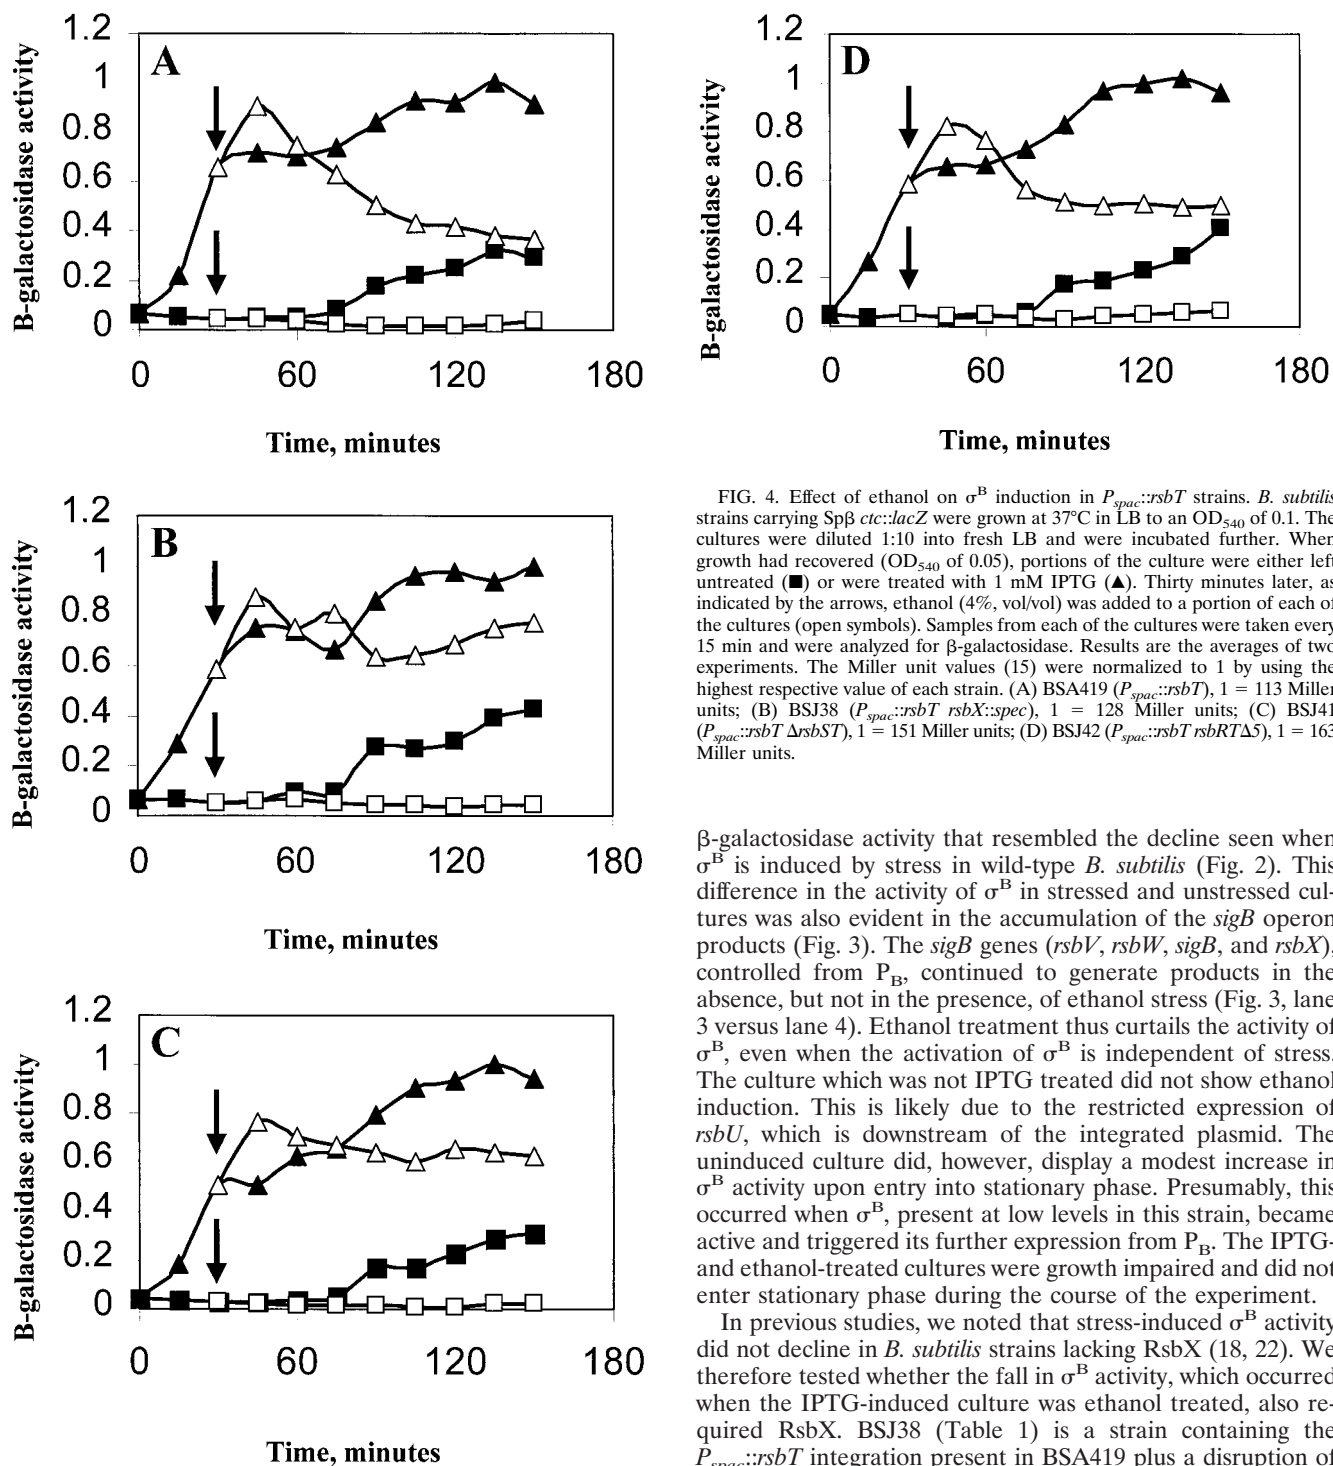 1.2
1
0.8
0.6
0.4
0.2
0
A
B-galactosidase activity
0 60 120 180
Time, minutes
1.2
1
0.8
0.6
0.4
0.2
0
B
B-galactosidase activity
0 60 120 180
Time, minutes
1.2
1
0.8
0.6
0.4
0.2
0
C
B-galactosidase activity
0 60 120 180
Time, minutes
1.2
1
0.8
0.6
0.4
0.2
0
D
B-galactosidase activity
0 60 120 180
Time, minutes
FIG. 4. Effect of ethanol on σᴮ induction in Pspac::rsbT strains. B. subtilis
strains carrying Spβ ctc::lacZ were grown at 37°C in LB to an OD540 of 0.1. The
cultures were diluted 1:10 into fresh LB and were incubated further. When
growth had recovered (OD540 of 0.05), portions of the culture were either left
untreated (■) or were treated with 1 mM IPTG (▲). Thirty minutes later, as
indicated by the arrows, ethanol (4%, vol/vol) was added to a portion of each of
the cultures (open symbols). Samples from each of the cultures were taken every
15 min and were analyzed for β-galactosidase. Results are the averages of two
experiments. The Miller unit values (15) were normalized to 1 by using the
highest respective value of each strain. (A) BSA419 (Pspac::rsbT), 1 = 113 Miller
units; (B) BSJ38 (Pspac::rsbT rsbX::spec), 1 = 128 Miller units; (C) BSJ41
(Pspac::rsbT ΔrsbST), 1 = 151 Miller units; (D) BSJ42 (Pspac::rsbT rsbRTΔ5), 1 = 163
Miller units.
β-galactosidase activity that resembled the decline seen when
σᴮ is induced by stress in wild-type B. subtilis (Fig. 2). This
difference in the activity of σᴮ in stressed and unstressed cul-
tures was also evident in the accumulation of the sigB operon
products (Fig. 3). The sigB genes (rsbV, rsbW, sigB, and rsbX),
controlled from PB, continued to generate products in the
absence, but not in the presence, of ethanol stress (Fig. 3, lane
3 versus lane 4). Ethanol treatment thus curtails the activity of
σᴮ, even when the activation of σᴮ is independent of stress.
The culture which was not IPTG treated did not show ethanol
induction. This is likely due to the restricted expression of
rsbU, which is downstream of the integrated plasmid. The
uninduced culture did, however, display a modest increase in
σᴮ activity upon entry into stationary phase. Presumably, this
occurred when σᴮ, present at low levels in this strain, became
active and triggered its further expression from PB. The IPTG-
and ethanol-treated cultures were growth impaired and did not
enter stationary phase during the course of the experiment.
In previous studies, we noted that stress-induced σᴮ activity
did not decline in B. subtilis strains lacking RsbX (18, 22). We
therefore tested whether the fall in σᴮ activity, which occurred
when the IPTG-induced culture was ethanol treated, also re-
quired RsbX. BSJ38 (Table 1) is a strain containing the
Pspac::rsbT integration present in BSA419 plus a disruption of